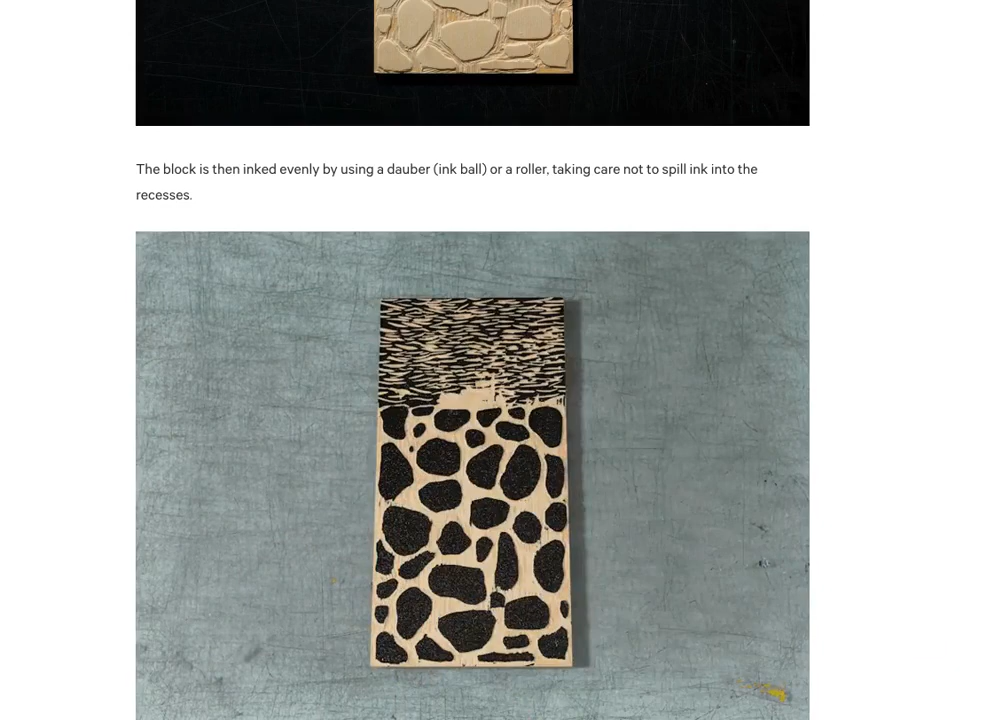 The block is then inked evenly by using a dauber (ink ball) or a roller, taking care not to spill ink into the
recesses.